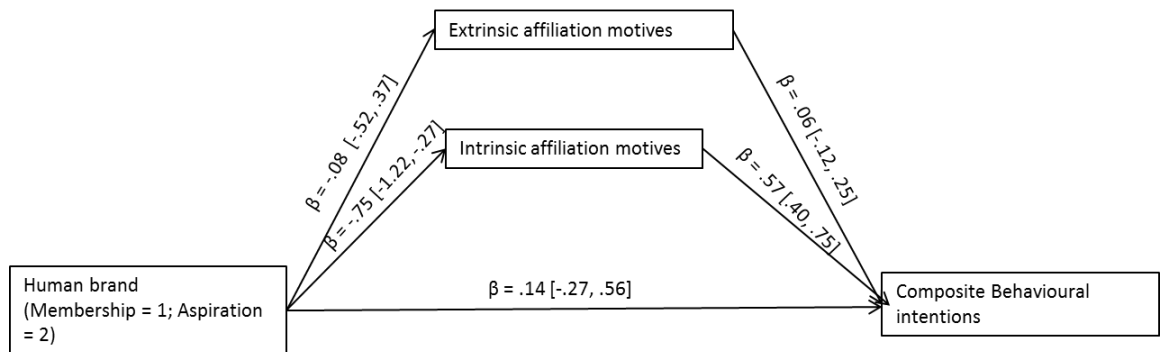 Extrinsic affiliation motives
β = -.08 [-.52, .37]
β = .06 [-.12, .25]
Intrinsic affiliation motives
β = -.75 [-1.22, -.27]
β = .57 [.40, .75]
Human brand
(Membership = 1; Aspiration
= 2)
β = .14 [-.27, .56]
Composite Behavioural
intentions